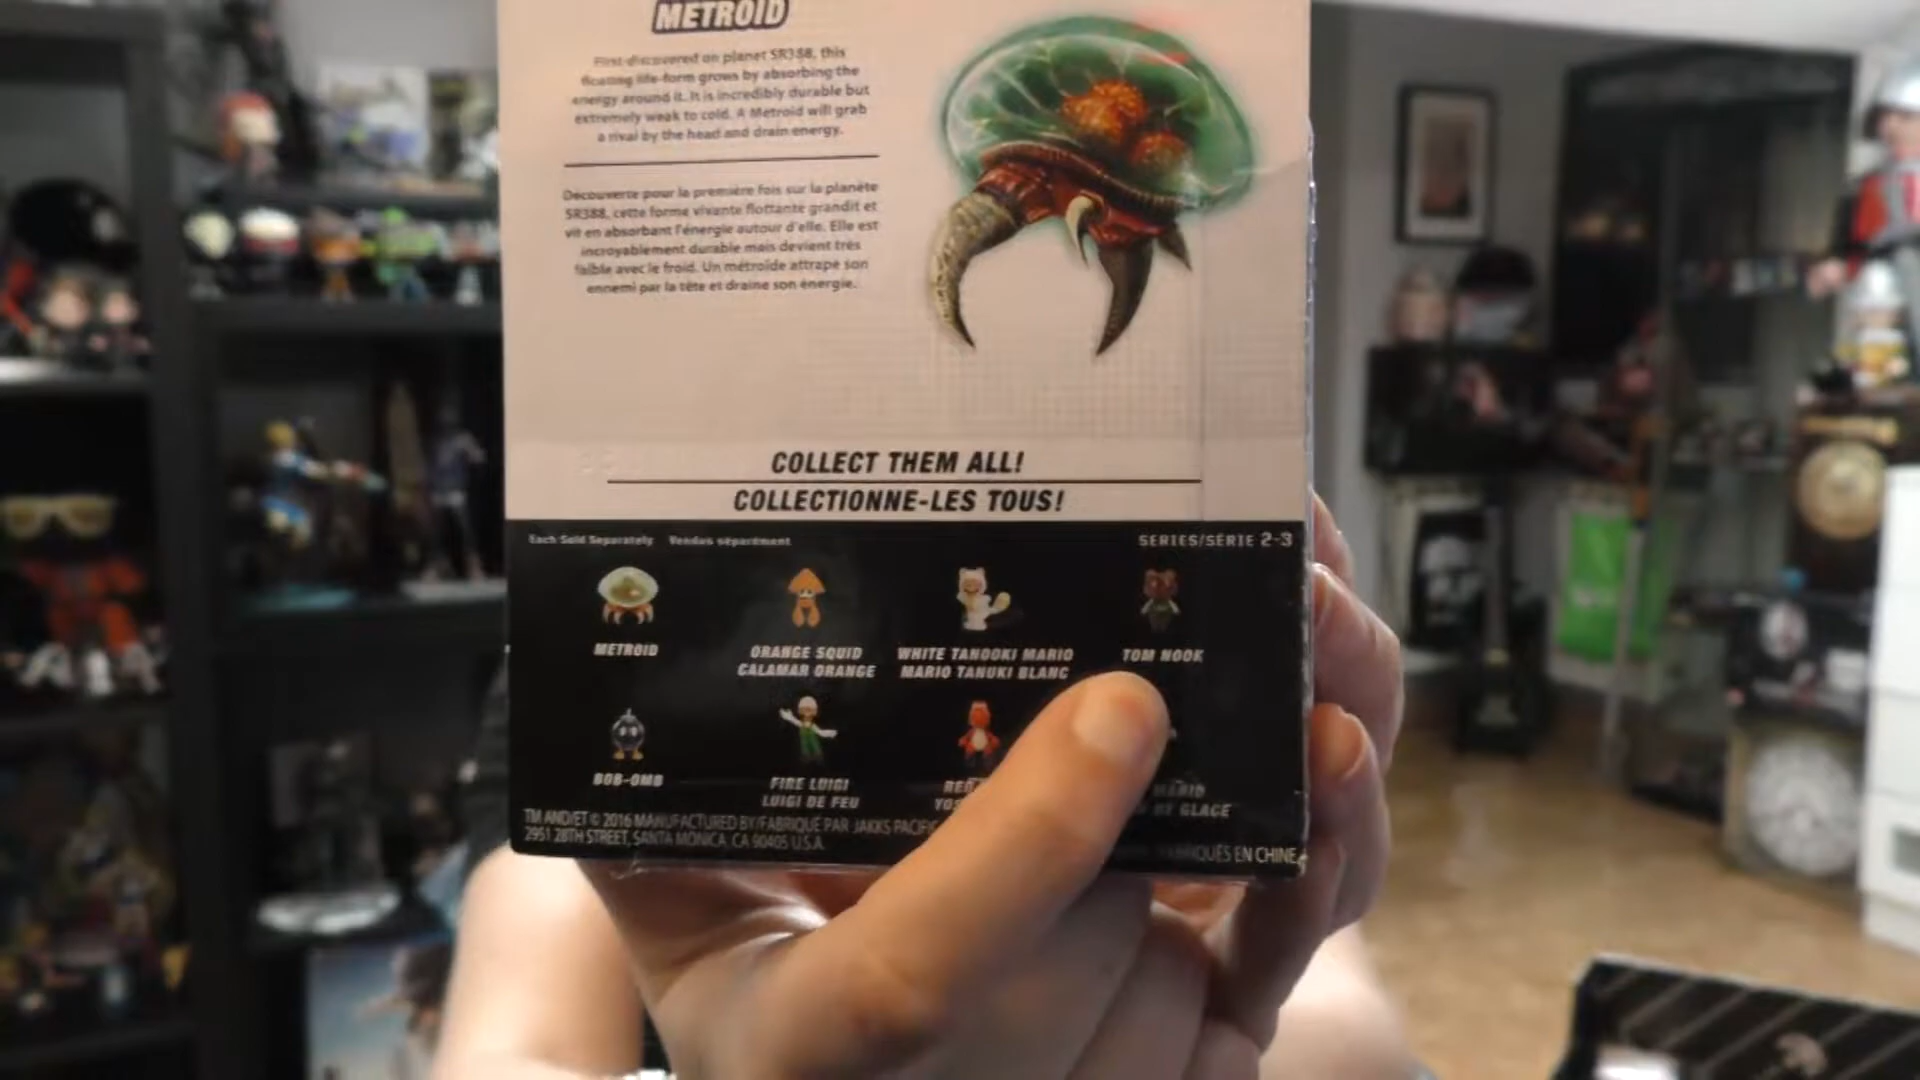 METROID
First discovered on planet SR388, this
floating life-form grows by absorbing the
energy around it. It is incredibly durable but
extremely weak to cold. A Metroid will grab
a rival by the head and drain energy.
Découverte pour la première fois sur la planète
SR388, cette forme vivante flottante grandit et
vit en absorbant l'énergie autour d'elle. Elle est
incroyablement durable mais devient très
faible avec le froid. Un métroïde attrape son
ennemi par la tête et draine son énergie.
COLLECT THEM ALL!
COLLECTIONNE-LES TOUS!
Each Sold Separately Vendus séparément
SERIES/SÉRIE 2-3
METROID
ORANGE SQUID
CALAMAR ORANGE
WHITE TANOOKI MARIO
MARIO TANUKI BLANC
TOM NOOK
BOB-OMB
FIRE LUIGI
LUIGI DE FEU
RED
YOS
MARIO
DE GLACE
TM AND/ET © 2016 MANUFACTURED BY/FABRIQUÉ PAR JAKKS PACIFIC
2951 28TH STREET, SANTA MONICA, CA 90405 U.S.A.
EN CHINE